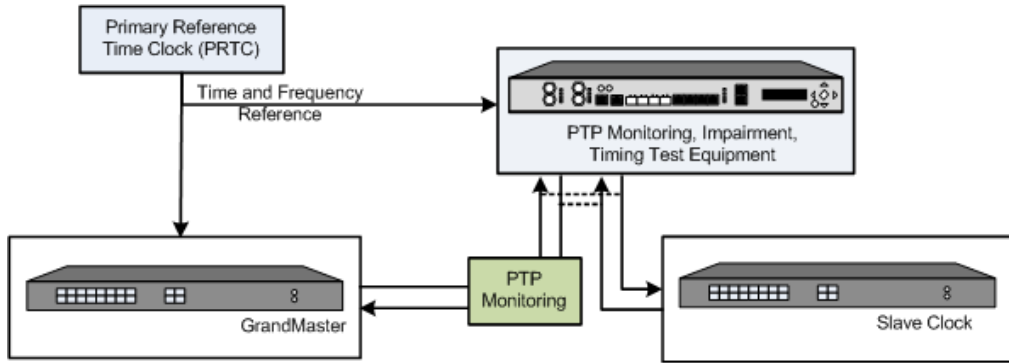 Primary Reference
Time Clock (PRTC)
Time and Frequency
Reference
PTP Monitoring, Impairment,
Timing Test Equipment
PTP
Monitoring
GrandMaster
Slave Clock